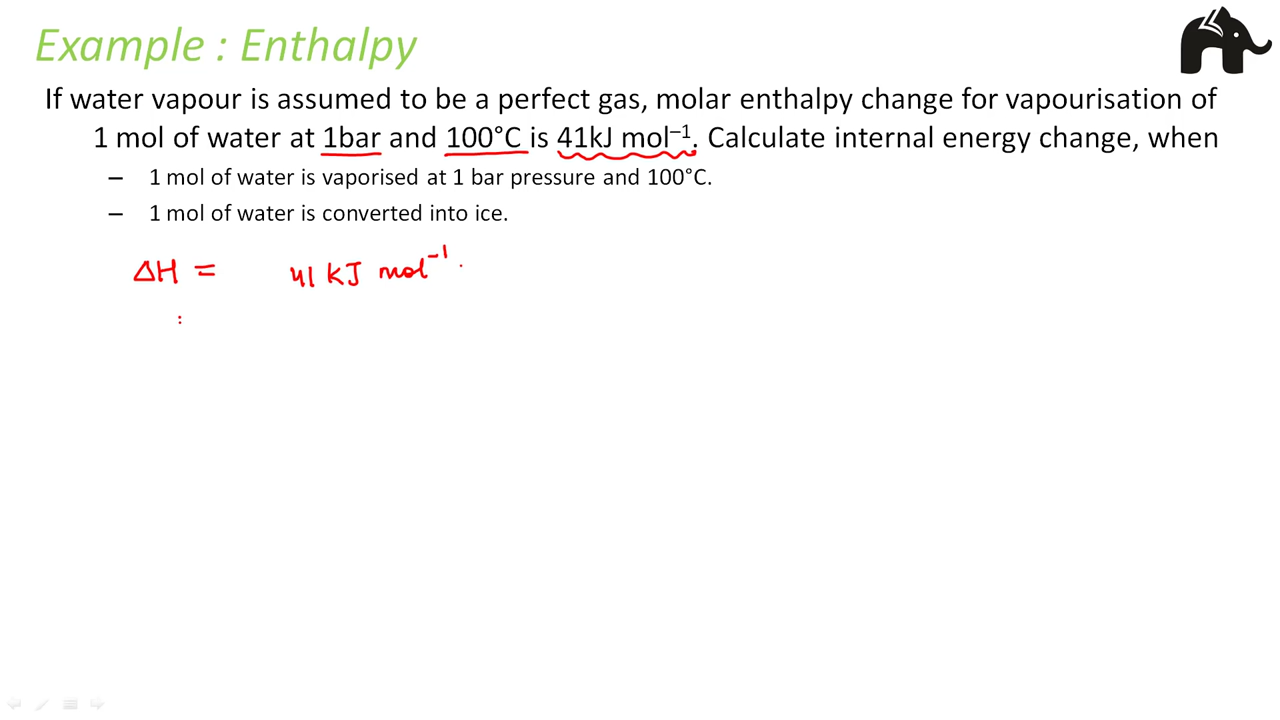 Example : Enthalpy
If water vapour is assumed to be a perfect gas, molar enthalpy change for vapourisation of
1 mol of water at 1bar and 100°C is 41kJ mol⁻¹. Calculate internal energy change, when
– 1 mol of water is vaporised at 1 bar pressure and 100°C.
– 1 mol of water is converted into ice.
ΔH = 41 kJ mol⁻¹.
: